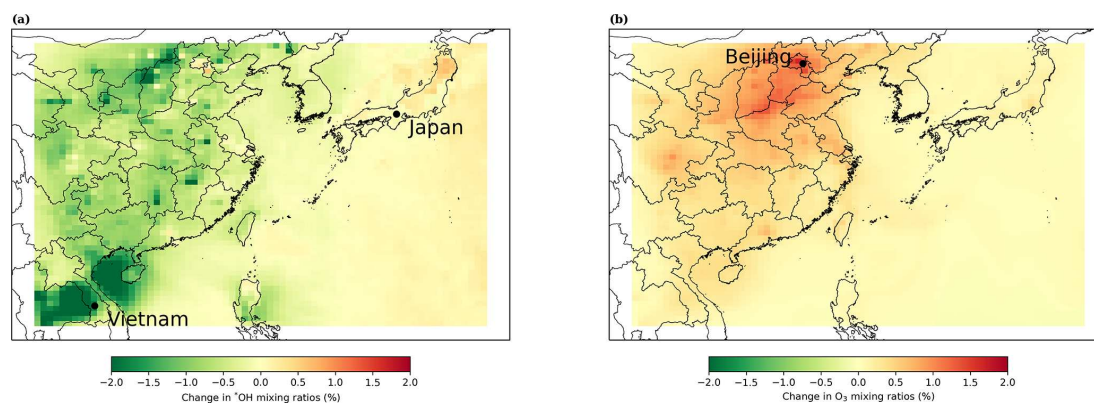 (a)
(b)
Beijing
Japan
Vietnam
−2.0 −1.5 −1.0 −0.5 0.0 0.5 1.0 1.5 2.0
Change in ˚OH mixing ratios (%)
−2.0 −1.5 −1.0 −0.5 0.0 0.5 1.0 1.5 2.0
Change in O₃ mixing ratios (%)